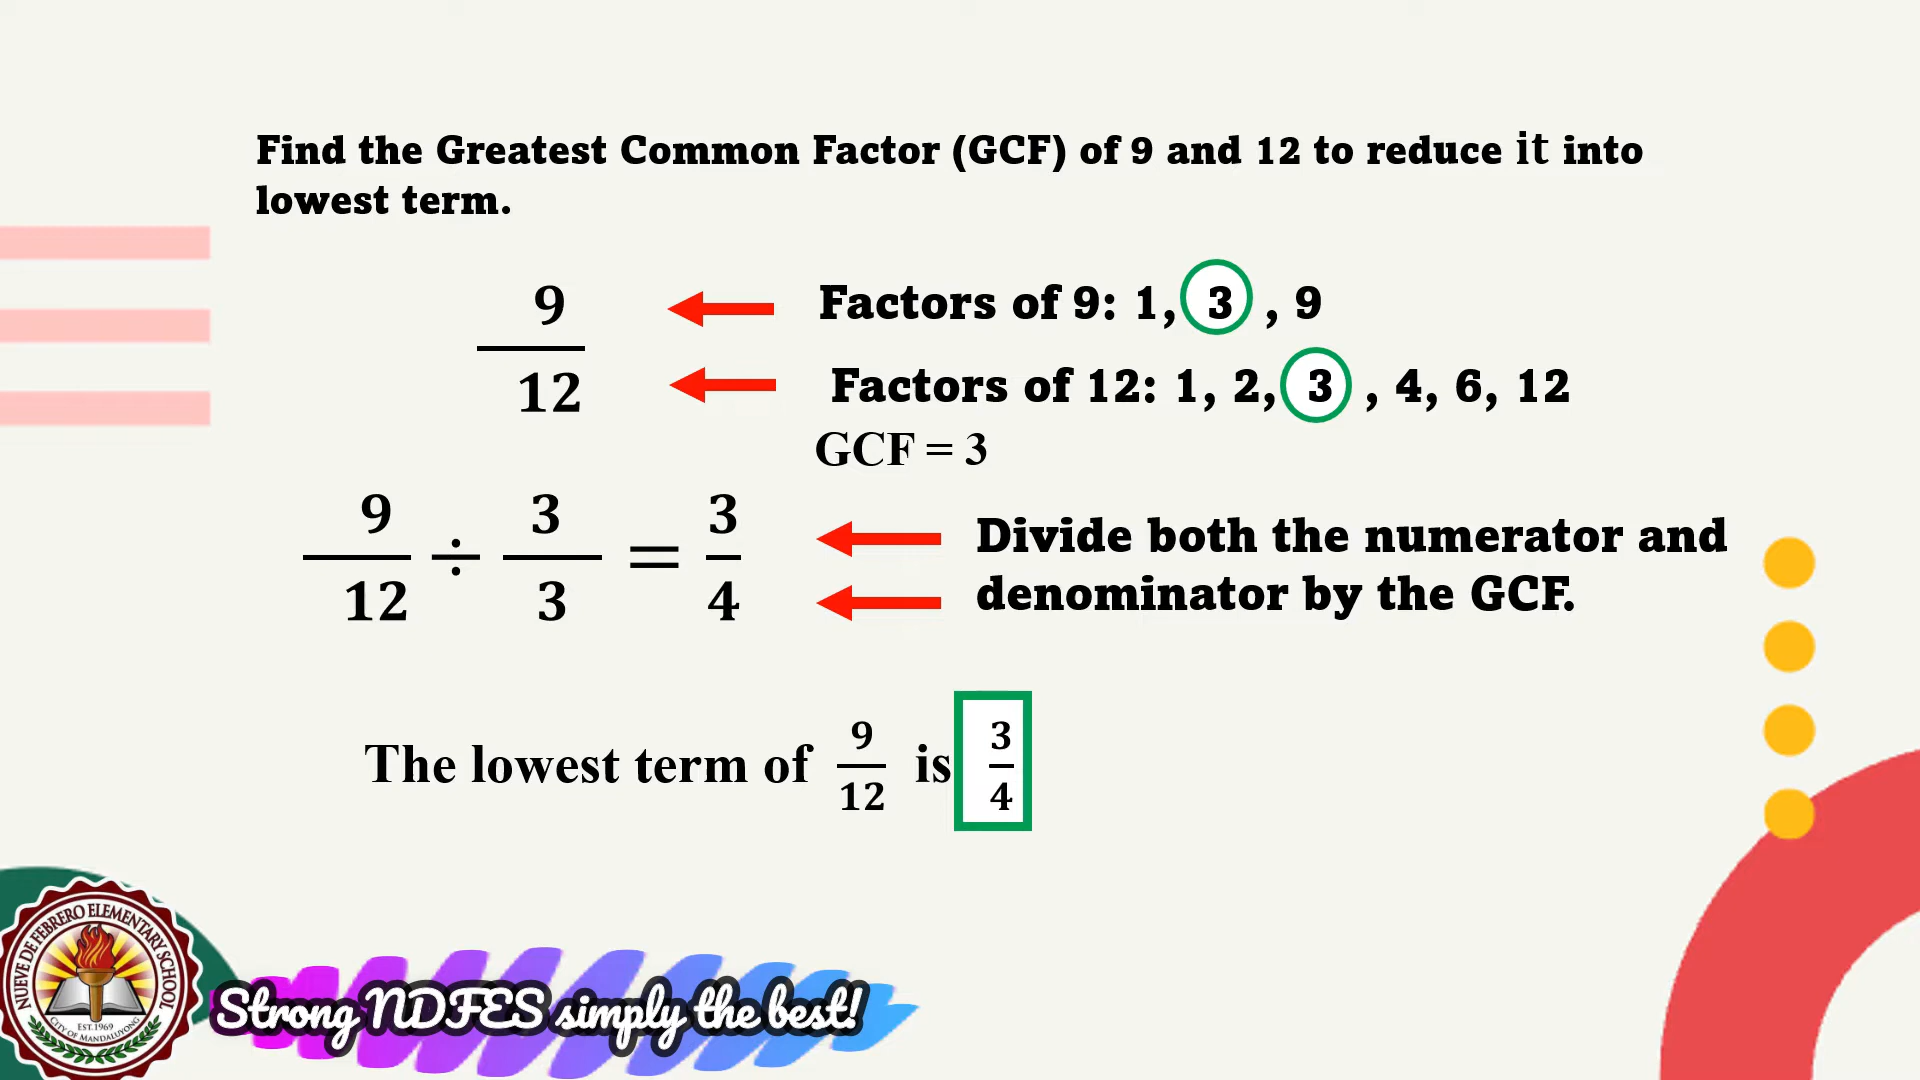 Find the Greatest Common Factor (GCF) of 9 and 12 to reduce it into
lowest term.
9
12
Factors of 9: 1, 3 , 9
Factors of 12: 1, 2, 3 , 4, 6, 12
GCF = 3
9/12 ÷ 3/3 = 3/4
Divide both the numerator and
denominator by the GCF.
The lowest term of 9/12 is 3/4
NUEVE DE FEBRERO ELEMENTARY SCHOOL
EST.1969
CITY OF MANDALUYONG
Strong NDFES simply the best!